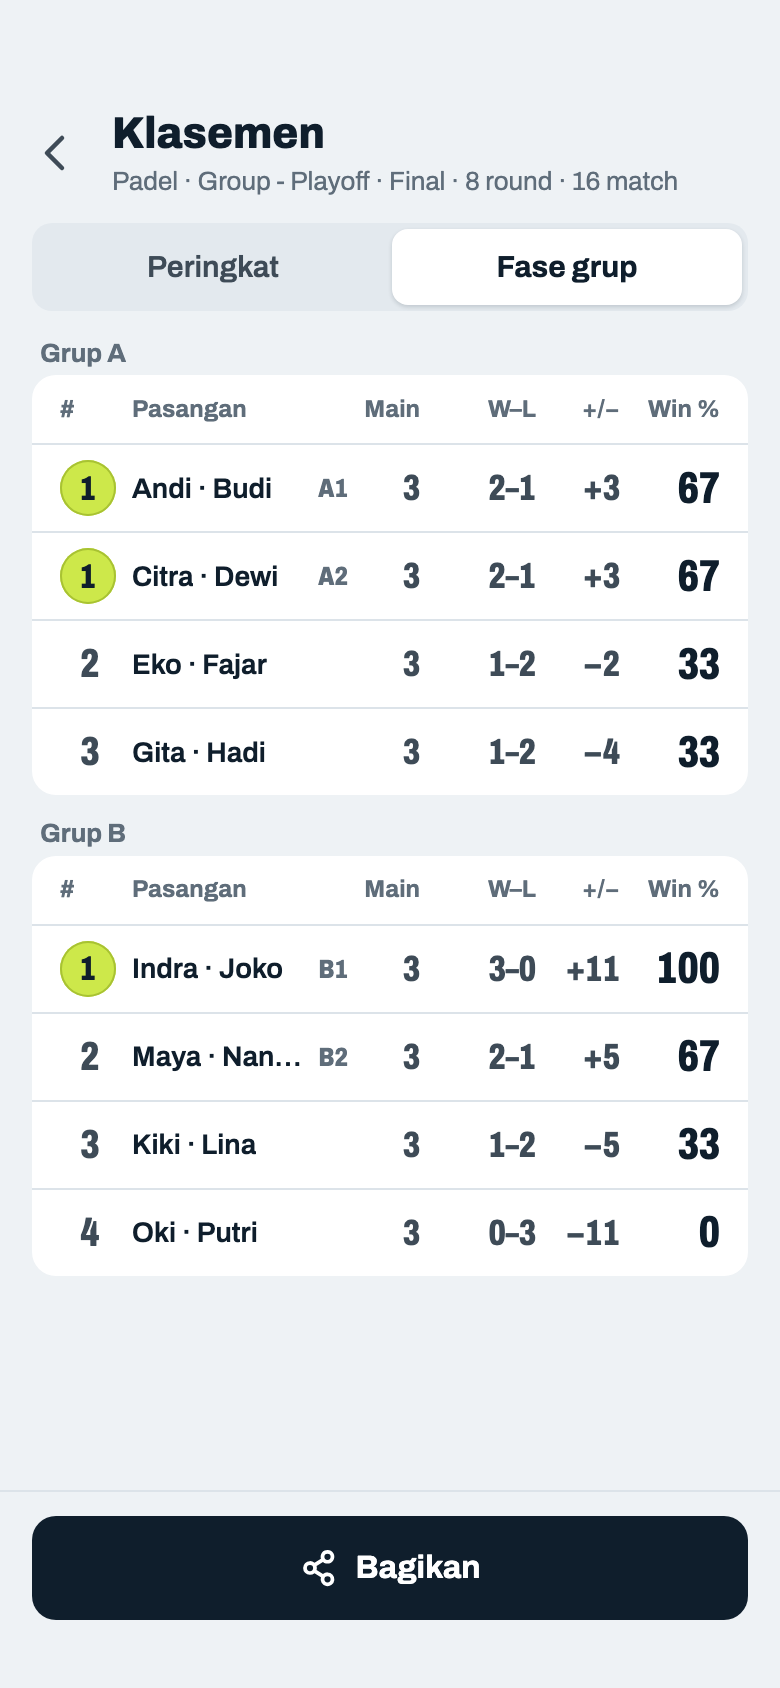 Klasemen
Padel · Group - Playoff · Final · 8 round · 16 match
Peringkat Fase grup
Grup A
# Pasangan Main W–L +/– Win %
1 Andi · Budi A1 3 2–1 +3 67
1 Citra · Dewi A2 3 2–1 +3 67
2 Eko · Fajar 3 1–2 –2 33
3 Gita · Hadi 3 1–2 –4 33
Grup B
# Pasangan Main W–L +/– Win %
1 Indra · Joko B1 3 3–0 +11 100
2 Maya · Nan... B2 3 2–1 +5 67
3 Kiki · Lina 3 1–2 –5 33
4 Oki · Putri 3 0–3 –11 0
Bagikan